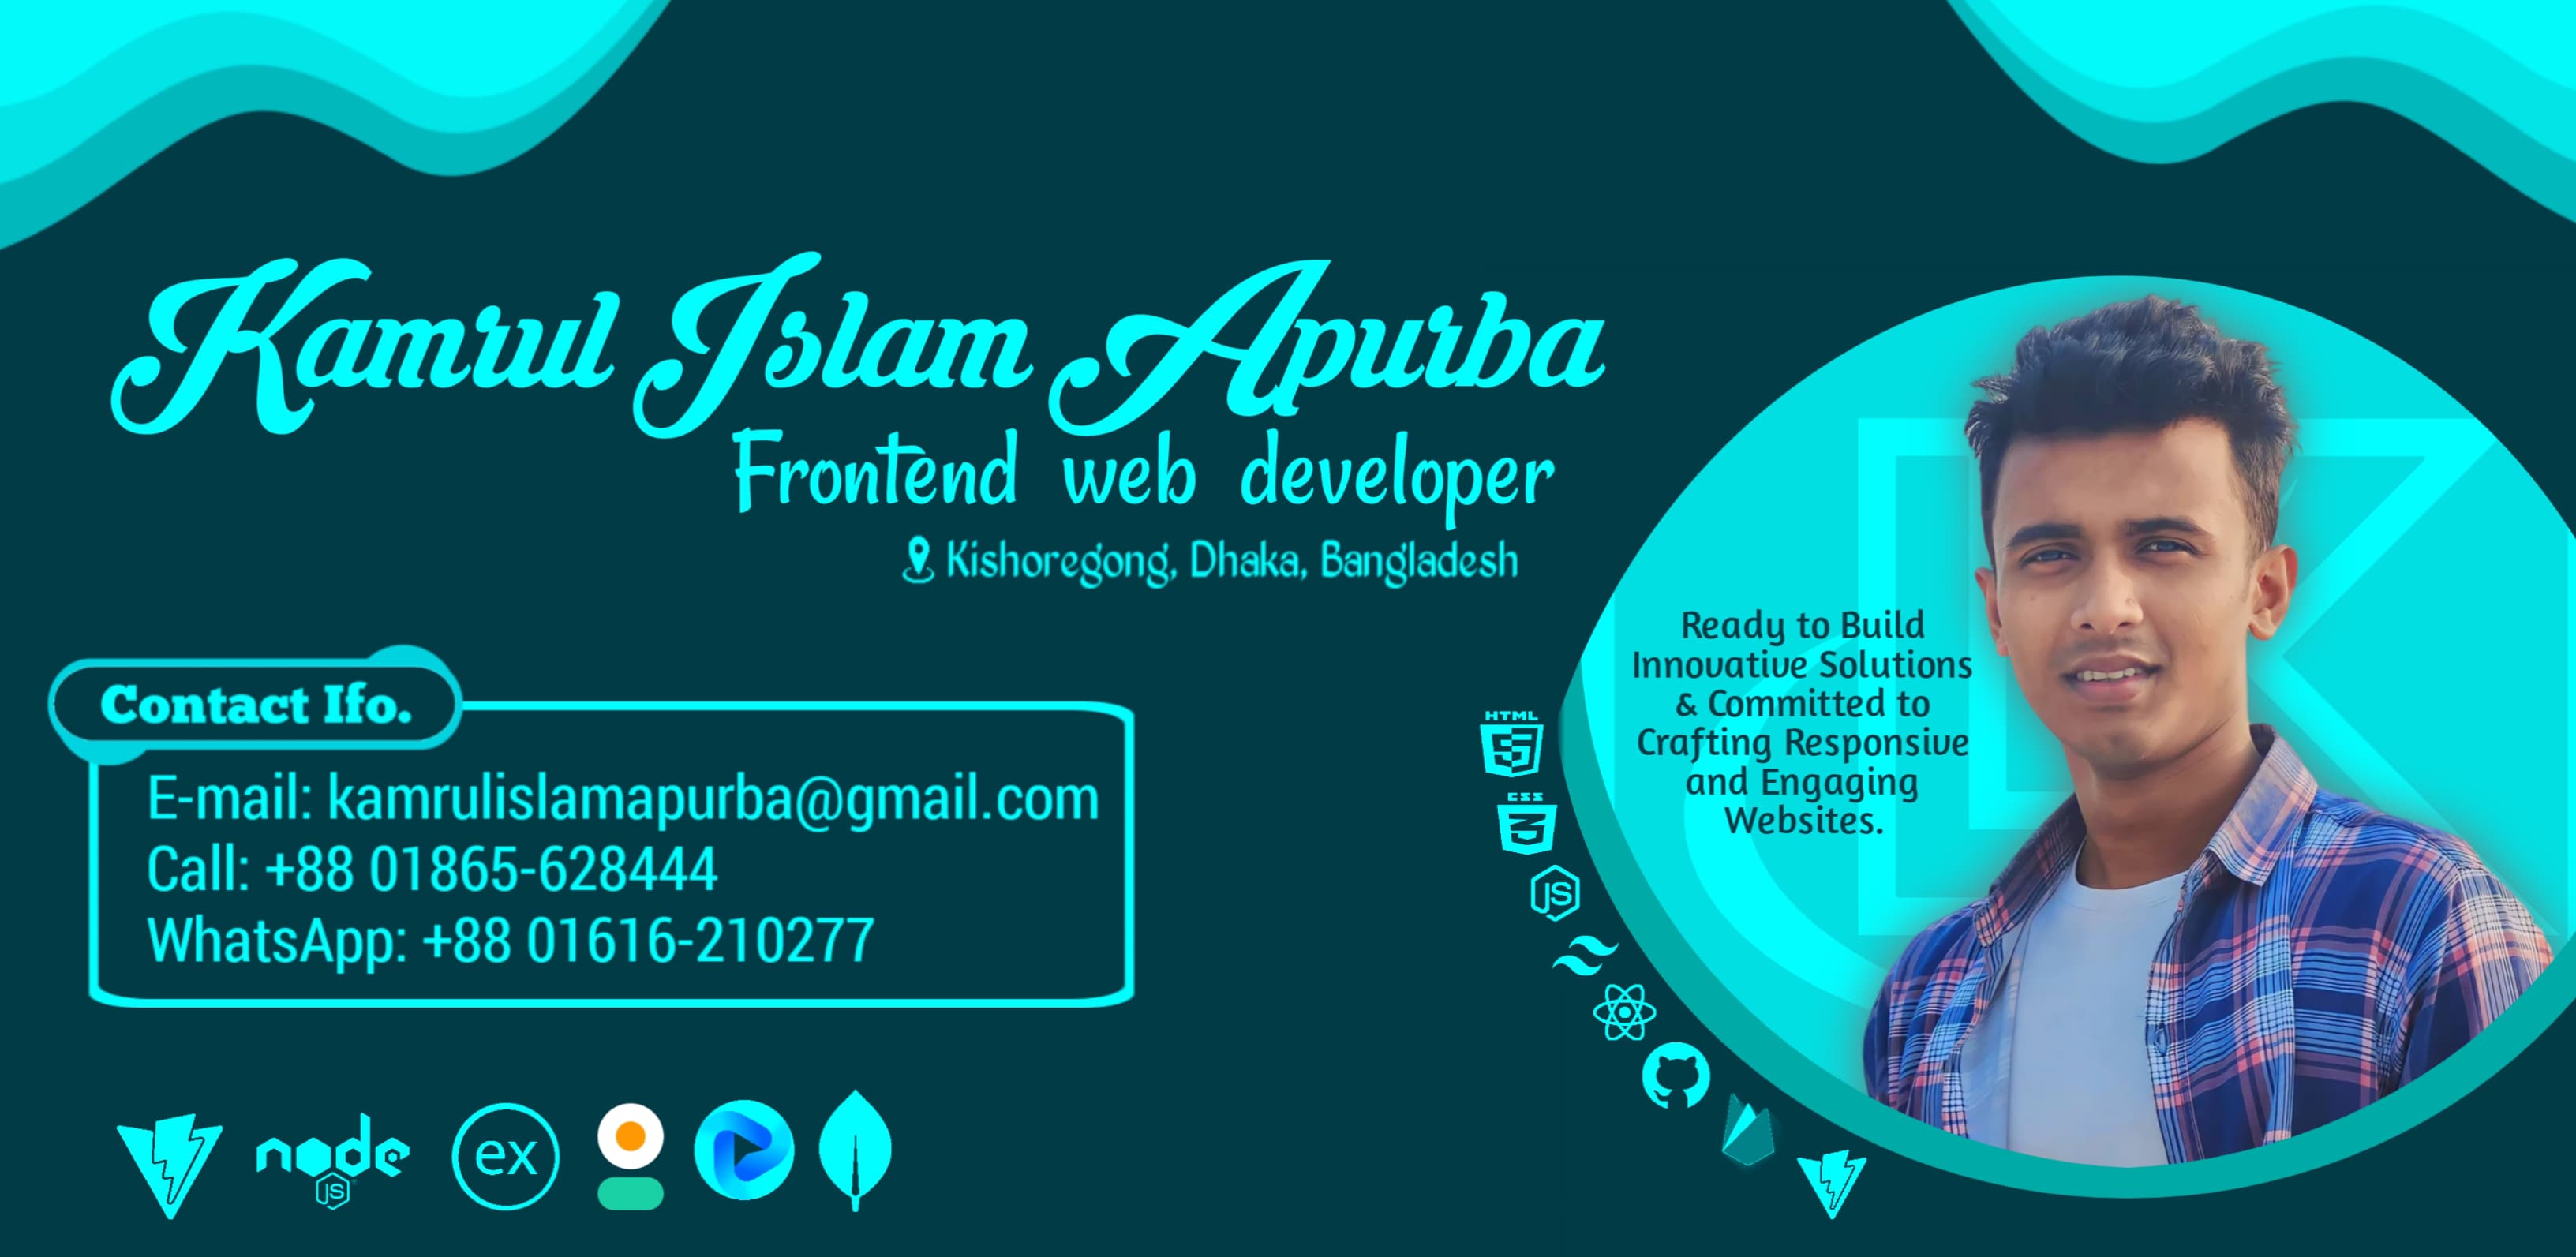 Kamrul Islam Apurba
Frontend web developer
Kishoregong, Dhaka, Bangladesh
Ready to Build
Innovative Solutions
& Committed to
Crafting Responsive
and Engaging
Websites.
Contact Ifo.
E-mail: kamrulislamapurba@gmail.com
Call: +88 01865-628444
WhatsApp: +88 01616-210277
HTML
5
CSS
3
JS
node
JS
ex